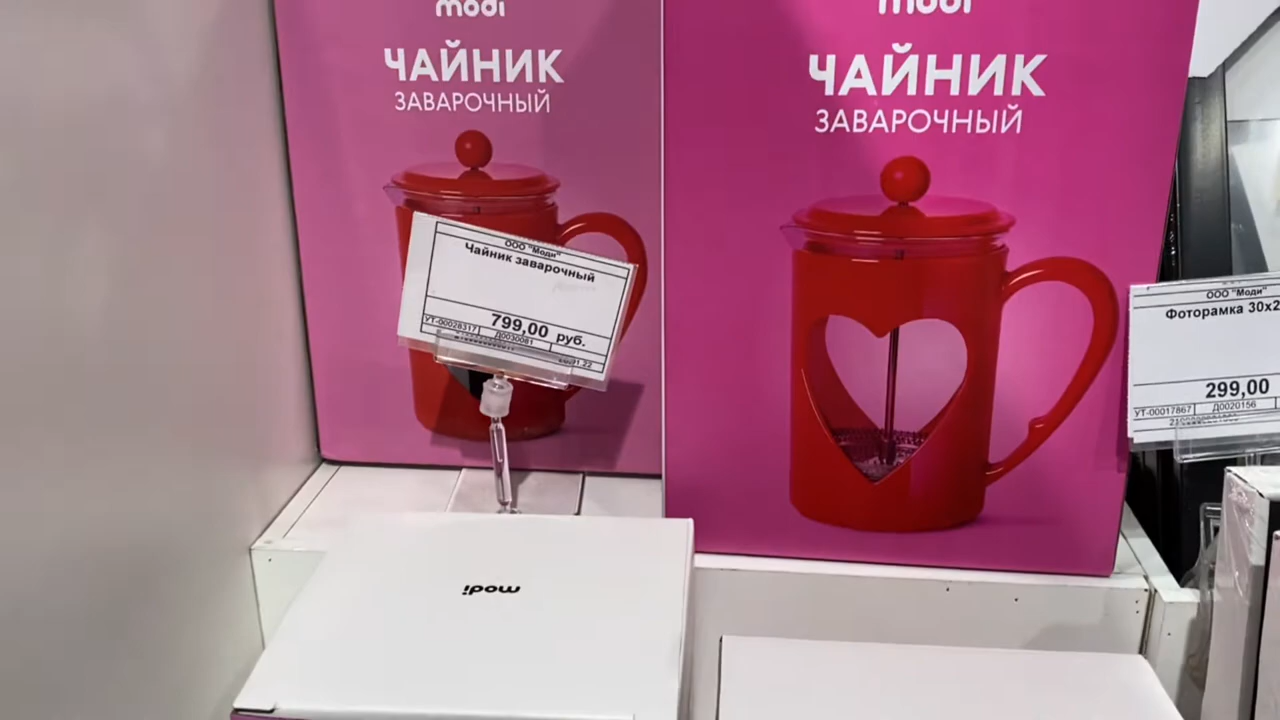 modi
ЧАЙНИК
ЗАВАРОЧНЫЙ
modi
ЧАЙНИК
ЗАВАРОЧНЫЙ
ООО "Моди"
Чайник заварочный
799,00 руб.
УТ-00028317 Д0030081
ООО "Моди"
Фоторамка 30х2
299,00
УТ-00017867 Д0020156
modi